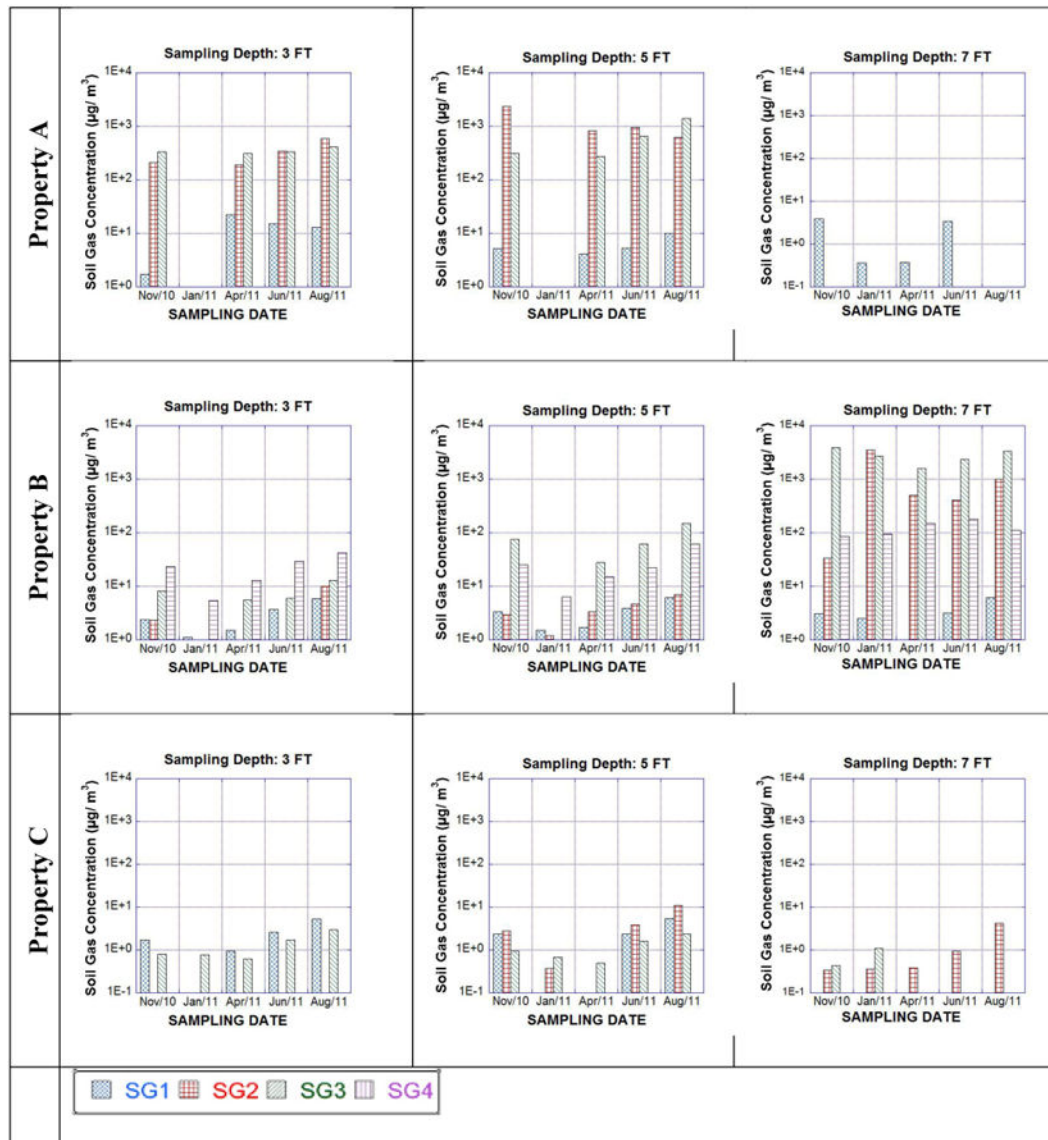 Property A
Sampling Depth: 3 FT
Soil Gas Concentration (µg/ m³)
1E+4
1E+3
1E+2
1E+1
1E+0
Nov/10 Jan/11 Apr/11 Jun/11 Aug/11
SAMPLING DATE
Sampling Depth: 5 FT
Soil Gas Concentration (µg/ m³)
1E+4
1E+3
1E+2
1E+1
1E+0
Nov/10 Jan/11 Apr/11 Jun/11 Aug/11
SAMPLING DATE
Sampling Depth: 7 FT
Soil Gas Concentration (µg/ m³)
1E+4
1E+3
1E+2
1E+1
1E+0
1E-1
Nov/10 Jan/11 Apr/11 Jun/11 Aug/11
SAMPLING DATE
Property B
Sampling Depth: 3 FT
Soil Gas Concentration (µg/ m³)
1E+4
1E+3
1E+2
1E+1
1E+0
Nov/10 Jan/11 Apr/11 Jun/11 Aug/11
SAMPLING DATE
Sampling Depth: 5 FT
Soil Gas Concentration (µg/ m³)
1E+4
1E+3
1E+2
1E+1
1E+0
Nov/10 Jan/11 Apr/11 Jun/11 Aug/11
SAMPLING DATE
Sampling Depth: 7 FT
Soil Gas Concentration (µg/ m³)
1E+4
1E+3
1E+2
1E+1
1E+0
Nov/10 Jan/11 Apr/11 Jun/11 Aug/11
SAMPLING DATE
Property C
Sampling Depth: 3 FT
Soil Gas Concentration (µg/ m³)
1E+4
1E+3
1E+2
1E+1
1E+0
1E-1
Nov/10 Jan/11 Apr/11 Jun/11 Aug/11
SAMPLING DATE
Sampling Depth: 5 FT
Soil Gas Concentration (µg/ m³)
1E+4
1E+3
1E+2
1E+1
1E+0
1E-1
Nov/10 Jan/11 Apr/11 Jun/11 Aug/11
SAMPLING DATE
Sampling Depth: 7 FT
Soil Gas Concentration (µg/ m³)
1E+4
1E+3
1E+2
1E+1
1E+0
1E-1
Nov/10 Jan/11 Apr/11 Jun/11 Aug/11
SAMPLING DATE
SG1 SG2 SG3 SG4